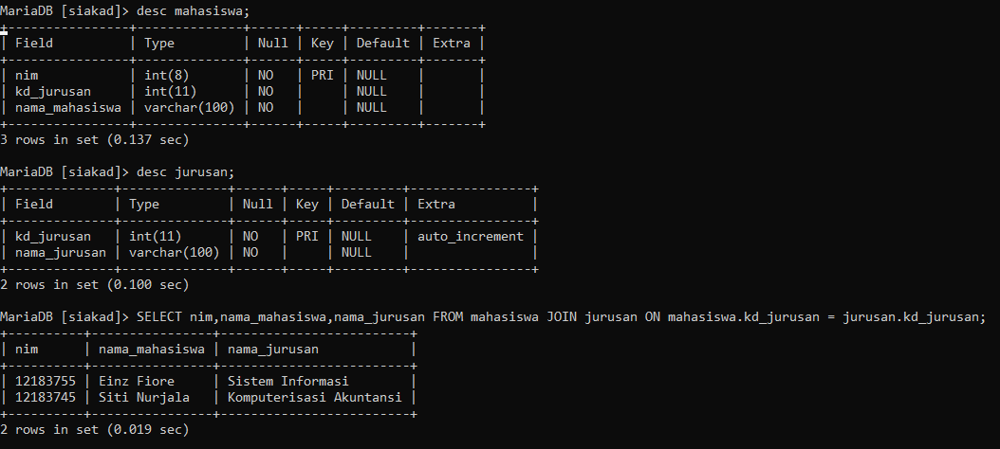 MariaDB [siakad]> desc mahasiswa;
+----------------+--------------+------+-----+---------+-------+
| Field          | Type         | Null | Key | Default | Extra |
+----------------+--------------+------+-----+---------+-------+
| nim            | int(8)       | NO   | PRI | NULL    |       |
| kd_jurusan     | int(11)      | NO   |     | NULL    |       |
| nama_mahasiswa | varchar(100) | NO   |     | NULL    |       |
+----------------+--------------+------+-----+---------+-------+
3 rows in set (0.137 sec)

MariaDB [siakad]> desc jurusan;
+--------------+--------------+------+-----+---------+----------------+
| Field        | Type         | Null | Key | Default | Extra          |
+--------------+--------------+------+-----+---------+----------------+
| kd_jurusan   | int(11)      | NO   | PRI | NULL    | auto_increment |
| nama_jurusan | varchar(100) | NO   |     | NULL    |                |
+--------------+--------------+------+-----+---------+----------------+
2 rows in set (0.100 sec)

MariaDB [siakad]> SELECT nim,nama_mahasiswa,nama_jurusan FROM mahasiswa JOIN jurusan ON mahasiswa.kd_jurusan = jurusan.kd_jurusan;
+----------+----------------+-------------------------+
| nim      | nama_mahasiswa | nama_jurusan            |
+----------+----------------+-------------------------+
| 12183755 | Einz Fiore     | Sistem Informasi        |
| 12183745 | Siti Nurjala   | Komputerisasi Akuntansi |
+----------+----------------+-------------------------+
2 rows in set (0.019 sec)